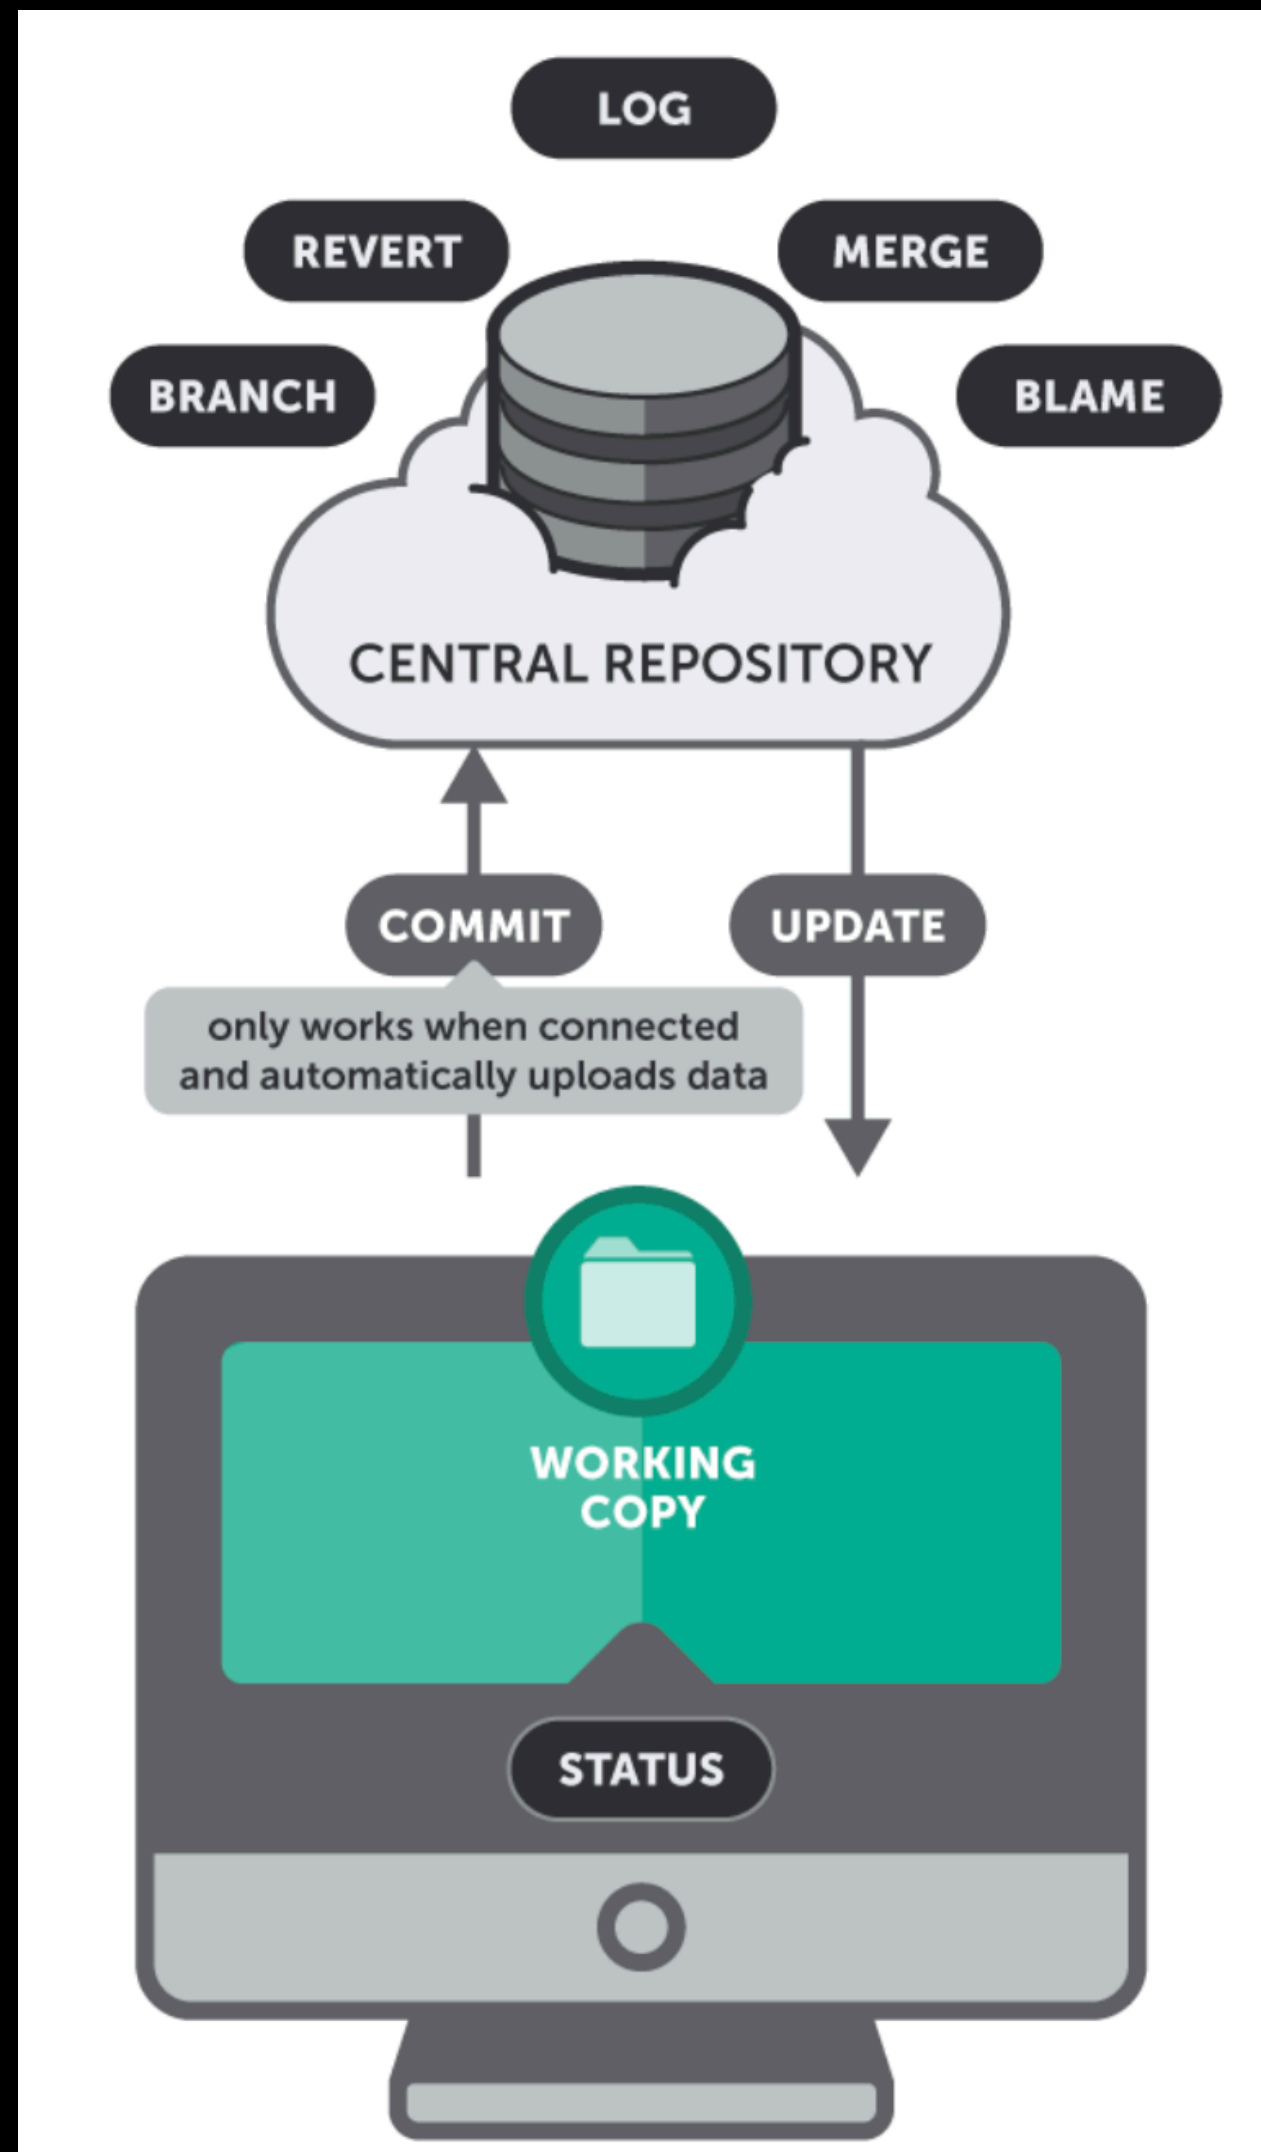 LOG
REVERT
MERGE
BRANCH
BLAME
CENTRAL REPOSITORY
COMMIT
UPDATE
only works when connected
and automatically uploads data
WORKING
COPY
STATUS